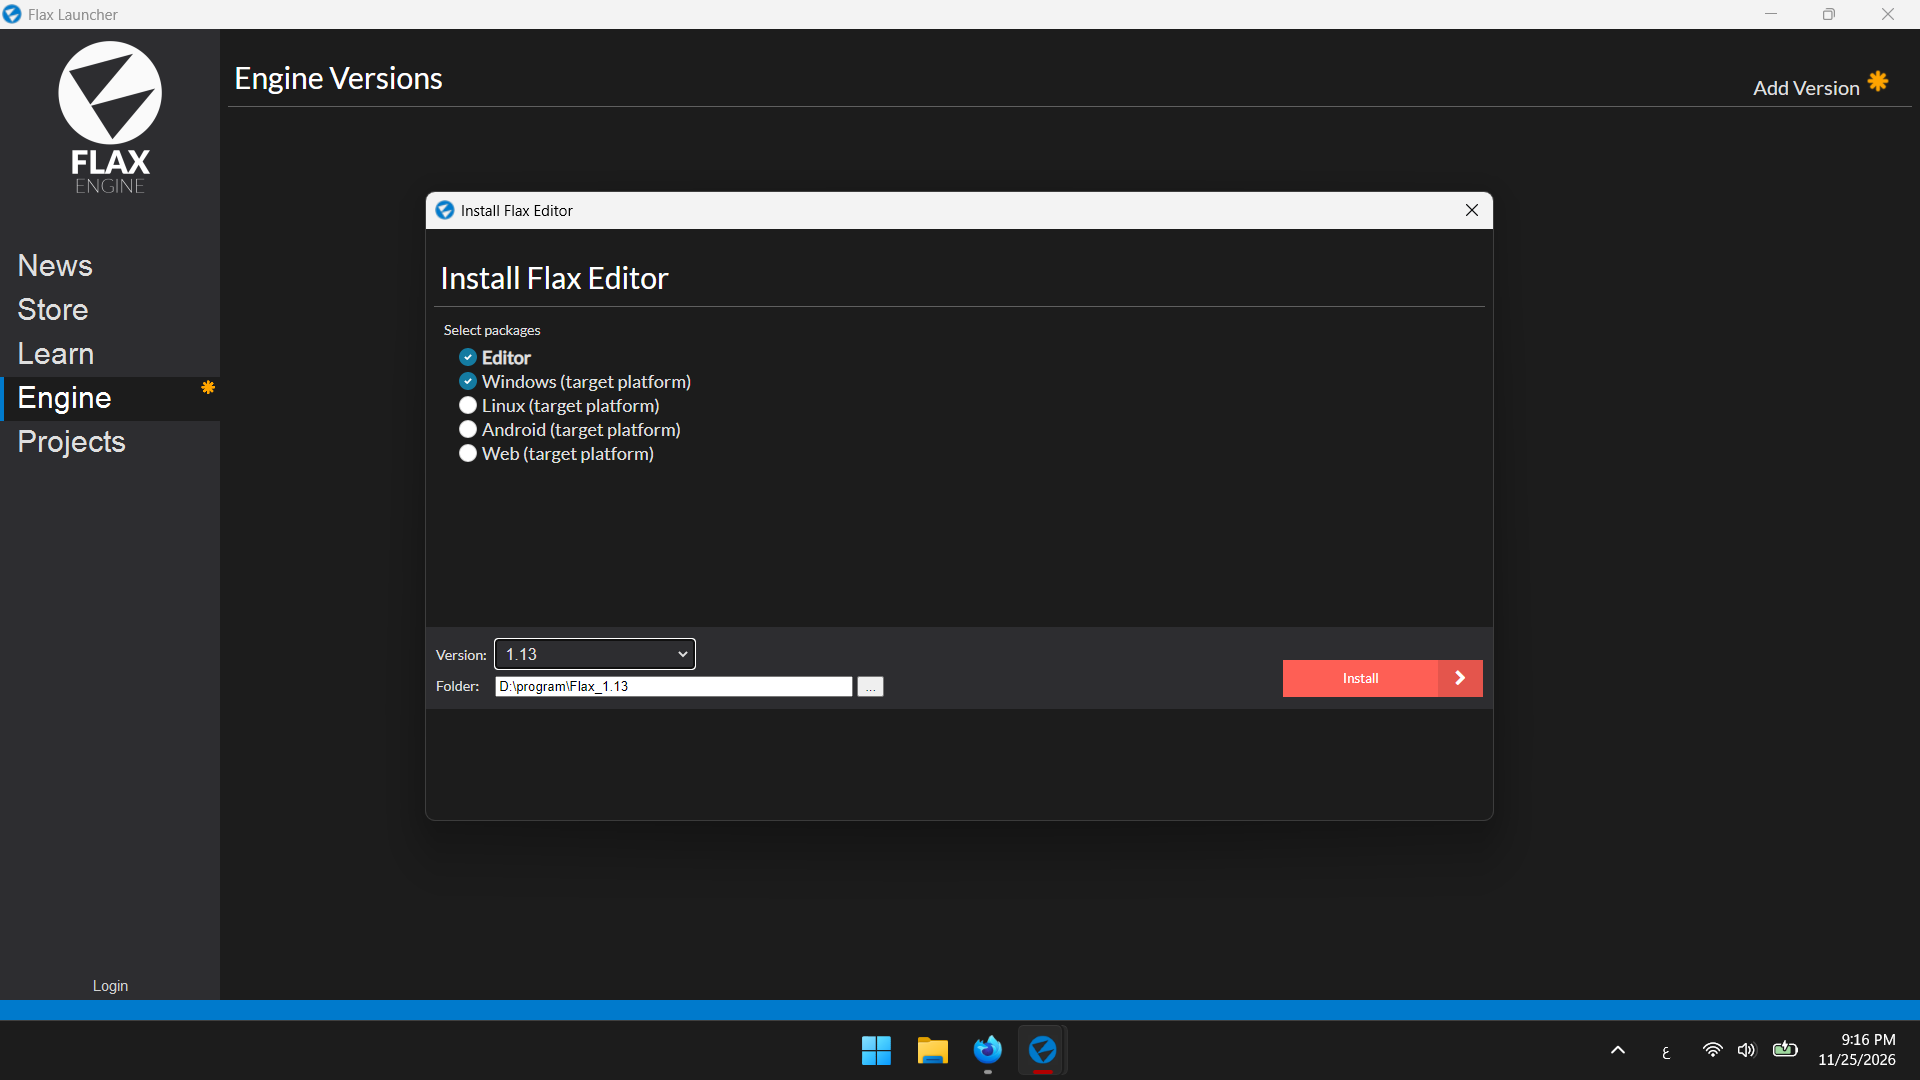 Flax Launcher
FLAX
ENGINE
News
Store
Learn
Engine
Projects
Login
Engine Versions
Add Version
Install Flax Editor
Install Flax Editor
Select packages
Editor
Windows (target platform)
Linux (target platform)
Android (target platform)
Web (target platform)
Version: 1.13
Folder: D:\program\Flax_1.13 ...
Install
ع
9:16 PM
11/25/2026